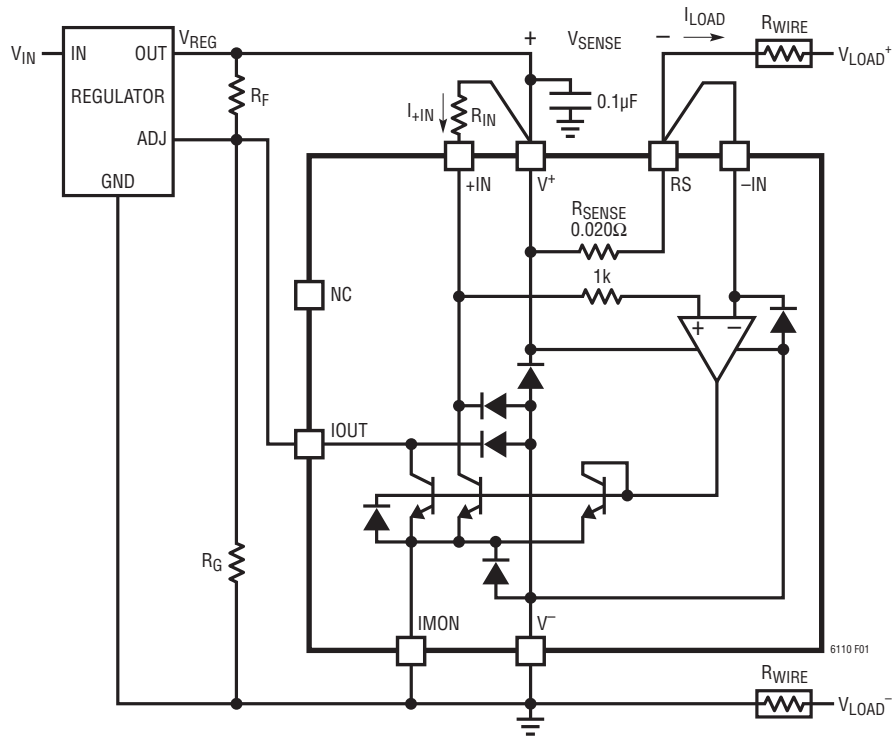 I_LOAD
R_WIRE
V_REG
+ V_SENSE −
V_IN
IN OUT
V_LOAD+
REGULATOR
R_F
I_+IN
R_IN
0.1µF
ADJ
GND
+IN V+ RS −IN
R_SENSE
0.020Ω
1k
NC
+ −
IOUT
R_G
IMON V−
6110 F01
R_WIRE
V_LOAD−